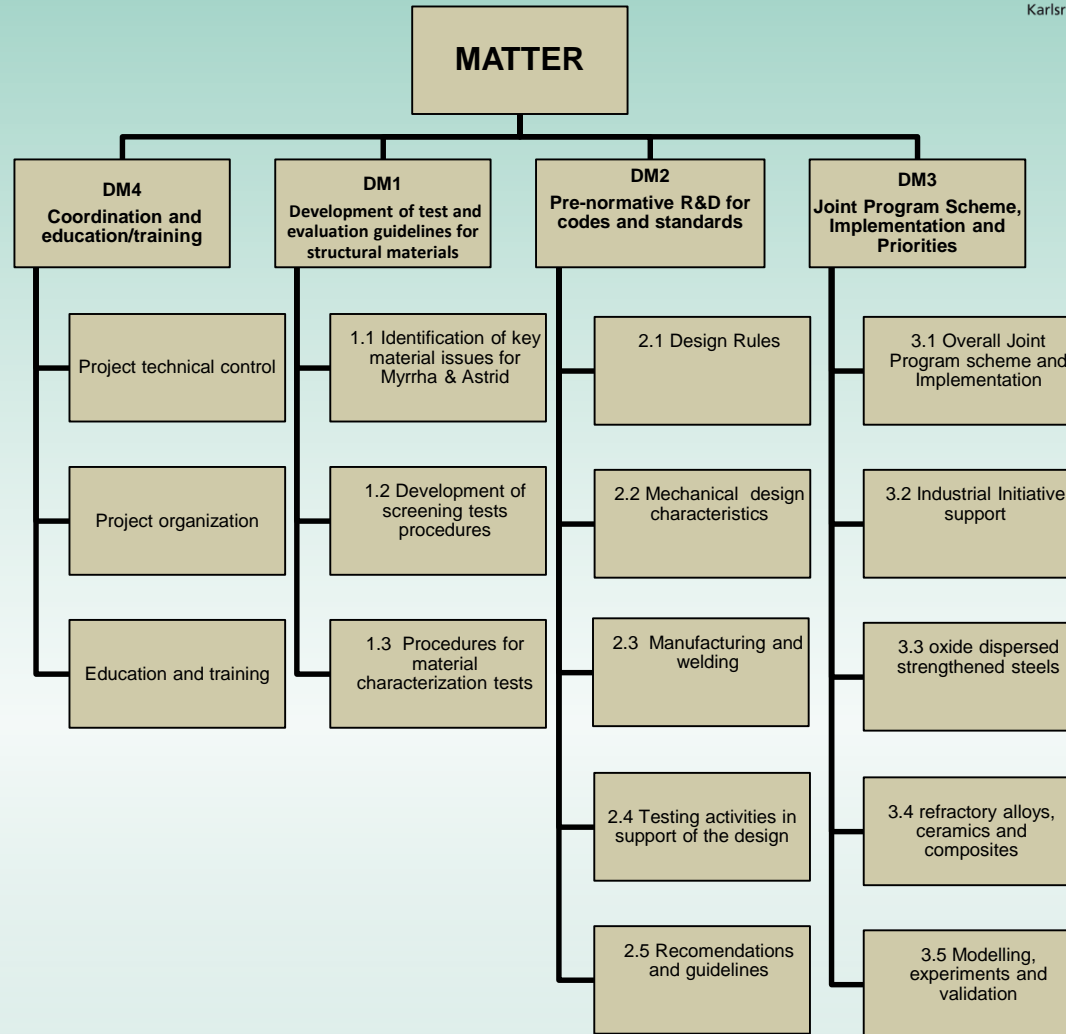 Karlsr
MATTER
DM4
Coordination and
education/training
Project technical control
Project organization
Education and training
DM1
Development of test and
evaluation guidelines for
structural materials
1.1 Identification of key
material issues for
Myrrha & Astrid
1.2 Development of
screening tests
procedures
1.3 Procedures for
material
characterization tests
DM2
Pre-normative R&D for
codes and standards
2.1 Design Rules
2.2 Mechanical design
characteristics
2.3 Manufacturing and
welding
2.4 Testing activities in
support of the design
2.5 Recomendations
and guidelines
DM3
Joint Program Scheme,
Implementation and
Priorities
3.1 Overall Joint
Program scheme and
Implementation
3.2 Industrial Initiative
support
3.3 oxide dispersed
strengthened steels
3.4 refractory alloys,
ceramics and
composites
3.5 Modelling,
experiments and
validation